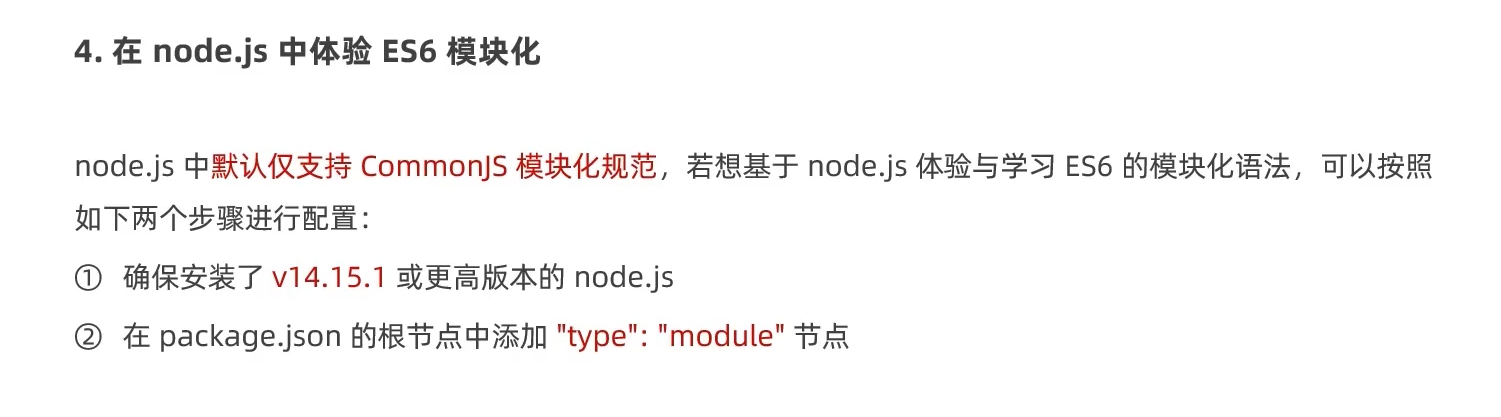 4. 在 node.js 中体验 ES6 模块化
node.js 中默认仅支持 CommonJS 模块化规范，若想基于 node.js 体验与学习 ES6 的模块化语法，可以按照
如下两个步骤进行配置：
① 确保安装了 v14.15.1 或更高版本的 node.js
② 在 package.json 的根节点中添加 "type": "module" 节点